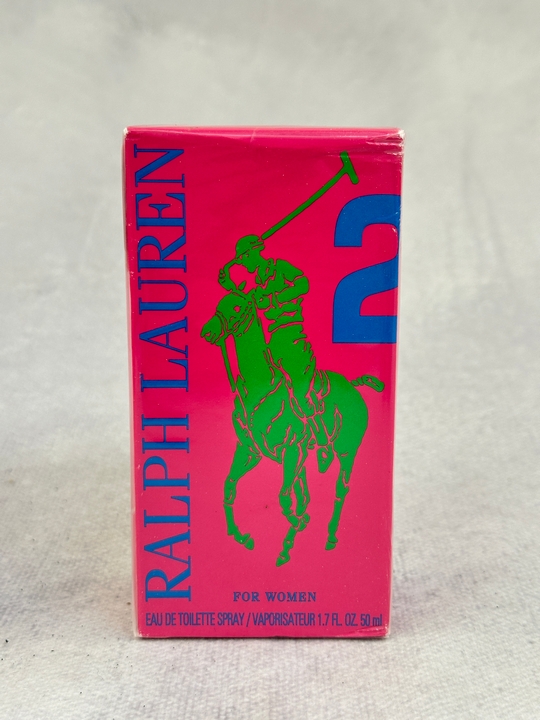 RALPH LAUREN
2
FOR WOMEN
EAU DE TOILETTE SPRAY / VAPORISATEUR 1.7 FL. OZ. 50 ml